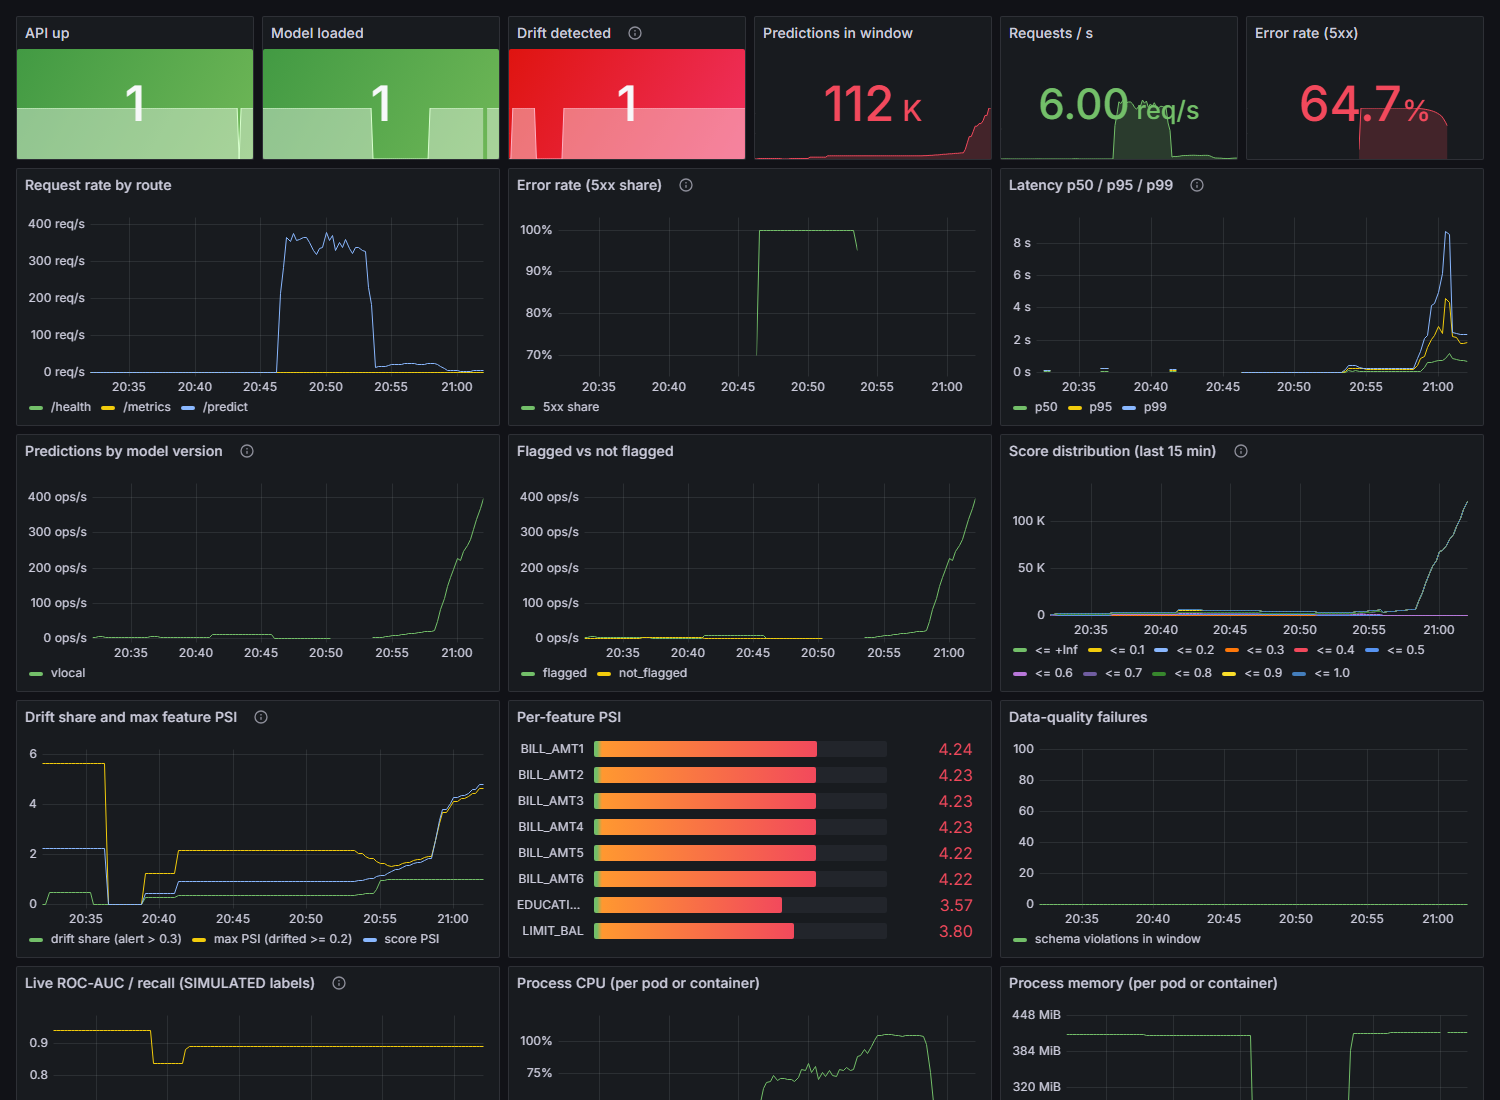 API up
Model loaded
Drift detected
Predictions in window
Requests / s
Error rate (5xx)
1
1
1
112 K
6.00 req/s
64.7%
Request rate by route
400 req/s
300 req/s
200 req/s
100 req/s
0 req/s
20:35 20:40 20:45 20:50 20:55 21:00
/health /metrics /predict
Error rate (5xx share)
100%
90%
80%
70%
20:35 20:40 20:45 20:50 20:55 21:00
5xx share
Latency p50 / p95 / p99
8 s
6 s
4 s
2 s
0 s
20:35 20:40 20:45 20:50 20:55 21:00
p50 p95 p99
Predictions by model version
400 ops/s
300 ops/s
200 ops/s
100 ops/s
0 ops/s
20:35 20:40 20:45 20:50 20:55 21:00
vlocal
Flagged vs not flagged
400 ops/s
300 ops/s
200 ops/s
100 ops/s
0 ops/s
20:35 20:40 20:45 20:50 20:55 21:00
flagged not_flagged
Score distribution (last 15 min)
100 K
50 K
0
20:35 20:40 20:45 20:50 20:55 21:00
<= +Inf <= 0.1 <= 0.2 <= 0.3 <= 0.4 <= 0.5
<= 0.6 <= 0.7 <= 0.8 <= 0.9 <= 1.0
Drift share and max feature PSI
6
4
2
0
20:35 20:40 20:45 20:50 20:55 21:00
drift share (alert > 0.3) max PSI (drifted >= 0.2) score PSI
Per-feature PSI
BILL_AMT1 4.24
BILL_AMT2 4.23
BILL_AMT3 4.23
BILL_AMT4 4.23
BILL_AMT5 4.22
BILL_AMT6 4.22
EDUCATI... 3.57
LIMIT_BAL 3.80
Data-quality failures
100
80
60
40
20
0
20:35 20:40 20:45 20:50 20:55 21:00
schema violations in window
Live ROC-AUC / recall (SIMULATED labels)
0.9
0.8
Process CPU (per pod or container)
100%
75%
Process memory (per pod or container)
448 MiB
384 MiB
320 MiB